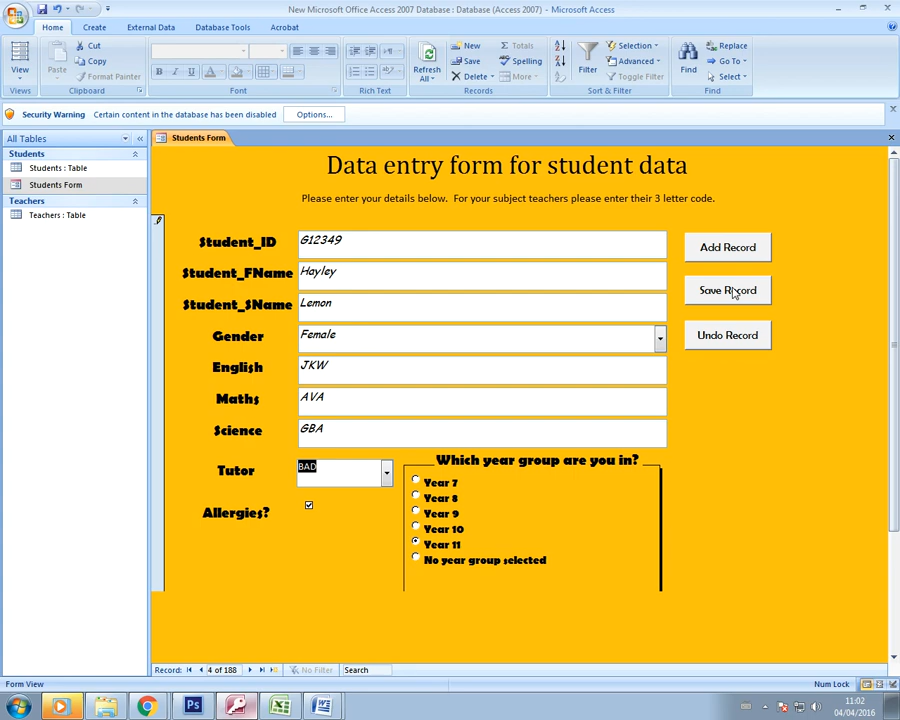 New Microsoft Office Access 2007 Database : Database (Access 2007) - Microsoft Access
Home Create External Data Database Tools Acrobat
View
Views
Paste
Cut
Copy
Format Painter
Clipboard
B I U A
Font
Rich Text
Refresh All
New
Save
Delete
Totals
Spelling
More
Records
Filter
Selection
Advanced
Toggle Filter
Sort & Filter
Find
Replace
Go To
Select
Find
Security Warning Certain content in the database has been disabled Options...
All Tables
Students
Students : Table
Students Form
Teachers
Teachers : Table
Students Form
Data entry form for student data
Please enter your details below. For your subject teachers please enter their 3 letter code.
Student_ID G12349
Student_FName Hayley
Student_SName Lemon
Gender Female
English JKW
Maths AVA
Science GBA
Tutor BAD
Allergies?
Which year group are you in?
Year 7
Year 8
Year 9
Year 10
Year 11
No year group selected
Add Record
Save Record
Undo Record
Record: 4 of 188 No Filter Search
Form View Num Lock
Ps W
11:02
04/04/2016